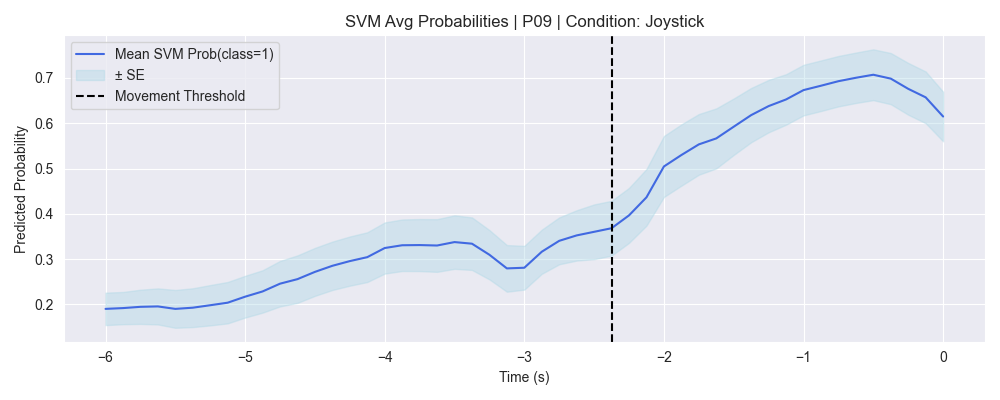 SVM Avg Probabilities | P09 | Condition: Joystick
Mean SVM Prob(class=1)
± SE
Movement Threshold
Predicted Probability
0.7
0.6
0.5
0.4
0.3
0.2
−6
−5
−4
−3
−2
−1
0
Time (s)